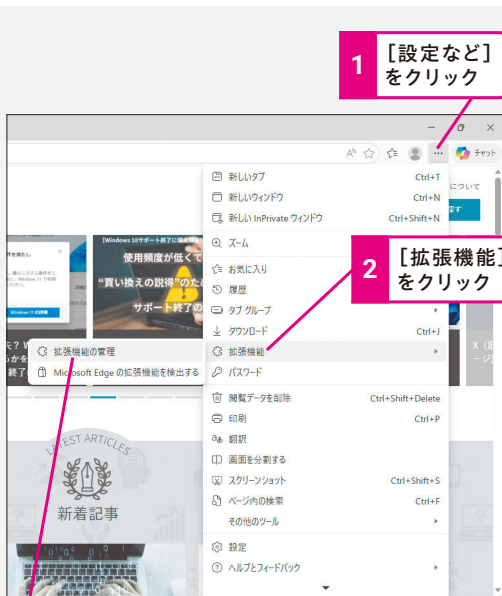 1
[設定など]
をクリック
チャット
新しいタブ Ctrl+T
新しいウィンドウ Ctrl+N
新しい InPrivate ウィンドウ Ctrl+Shift+N
ズーム
お気に入り
履歴
タブ グループ
ダウンロード Ctrl+J
拡張機能
パスワード
閲覧データを削除 Ctrl+Shift+Delete
印刷 Ctrl+P
翻訳
画面を分割する
スクリーンショット Ctrl+Shift+S
ページ内の検索 Ctrl+F
その他のツール
設定
ヘルプとフィードバック
2
[拡張機能]
をクリック
拡張機能の管理
Microsoft Edge の拡張機能を検出する
について
使用頻度が低くて
“買い換えの説得”のため
サポート終了の
LATEST ARTICLES
新着記事